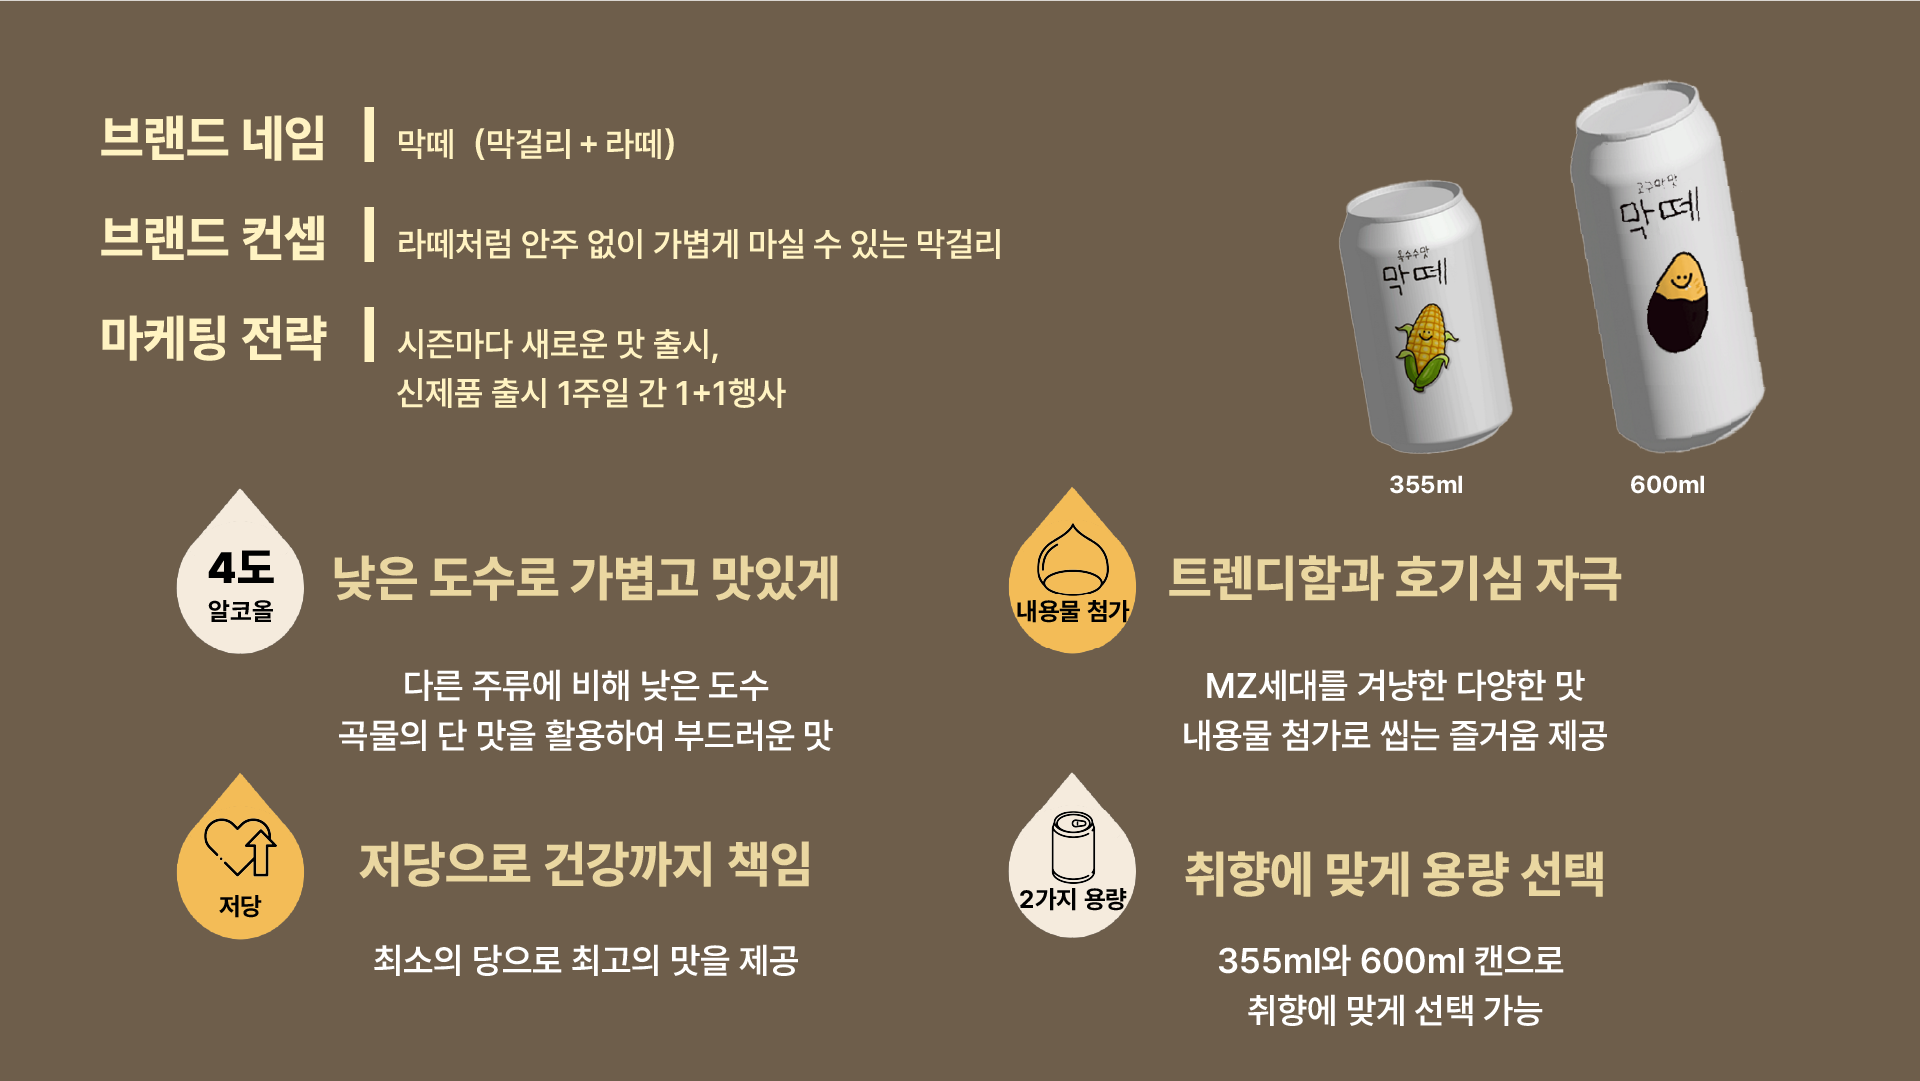 브랜드 네임
막떼 (막걸리 + 라떼)
브랜드 컨셉
라떼처럼 안주 없이 가볍게 마실 수 있는 막걸리
마케팅 전략
시즌마다 새로운 맛 출시,
신제품 출시 1주일 간 1+1행사
옥수수맛
막떼
355ml
고구마맛
막떼
600ml
4도
알코올
낮은 도수로 가볍고 맛있게
다른 주류에 비해 낮은 도수
곡물의 단 맛을 활용하여 부드러운 맛
내용물 첨가
트렌디함과 호기심 자극
MZ세대를 겨냥한 다양한 맛
내용물 첨가로 씹는 즐거움 제공
저당
저당으로 건강까지 책임
최소의 당으로 최고의 맛을 제공
2가지 용량
취향에 맞게 용량 선택
355ml와 600ml 캔으로
취향에 맞게 선택 가능